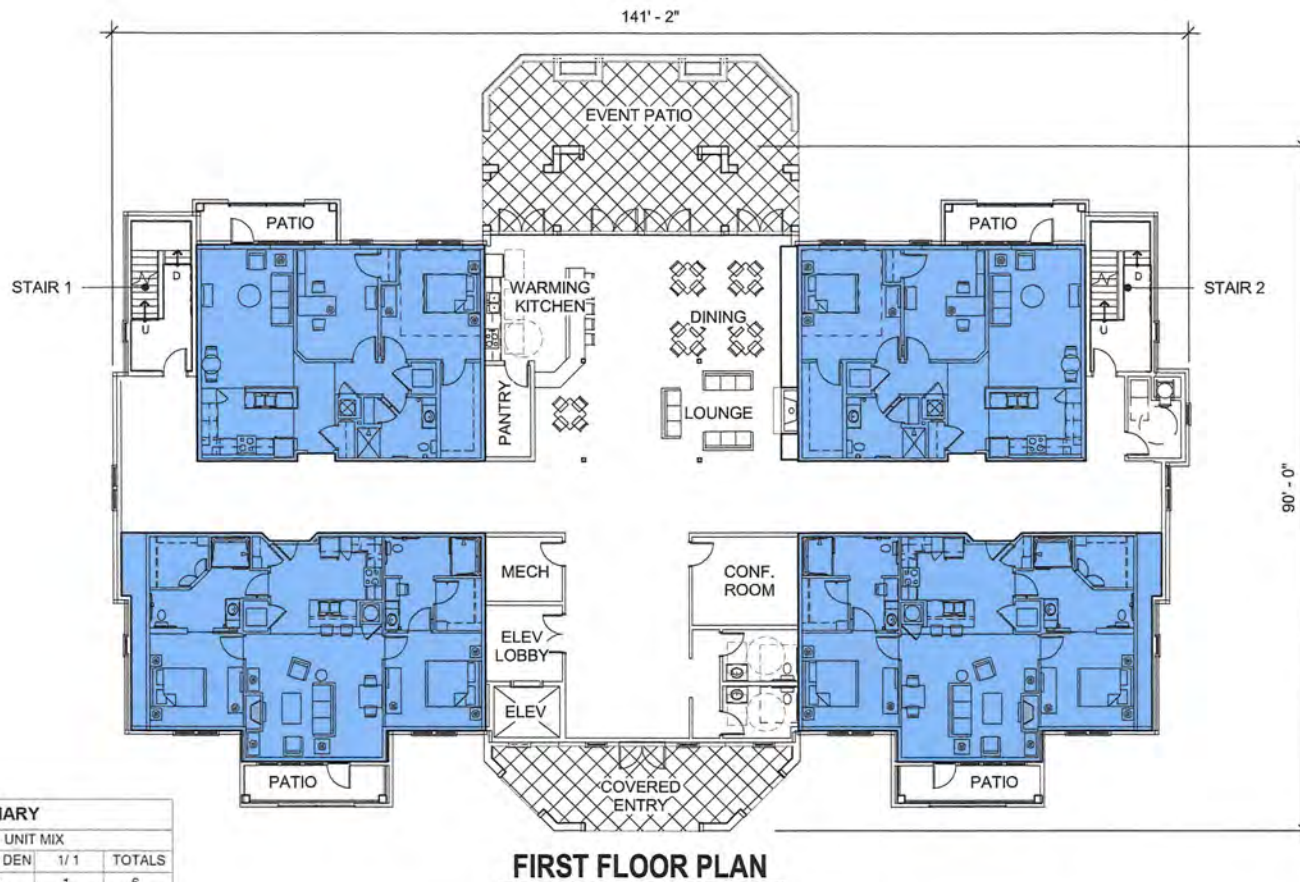 141' - 2"
EVENT PATIO
PATIO
PATIO
STAIR 1
D
U
WARMING
KITCHEN
DINING
D
U
STAIR 2
PANTRY
LOUNGE
90' - 0"
MECH
CONF.
ROOM
ELEV
LOBBY
ELEV
PATIO
COVERED
ENTRY
PATIO
MARY
UNIT MIX
DEN 1/ 1 TOTALS
FIRST FLOOR PLAN